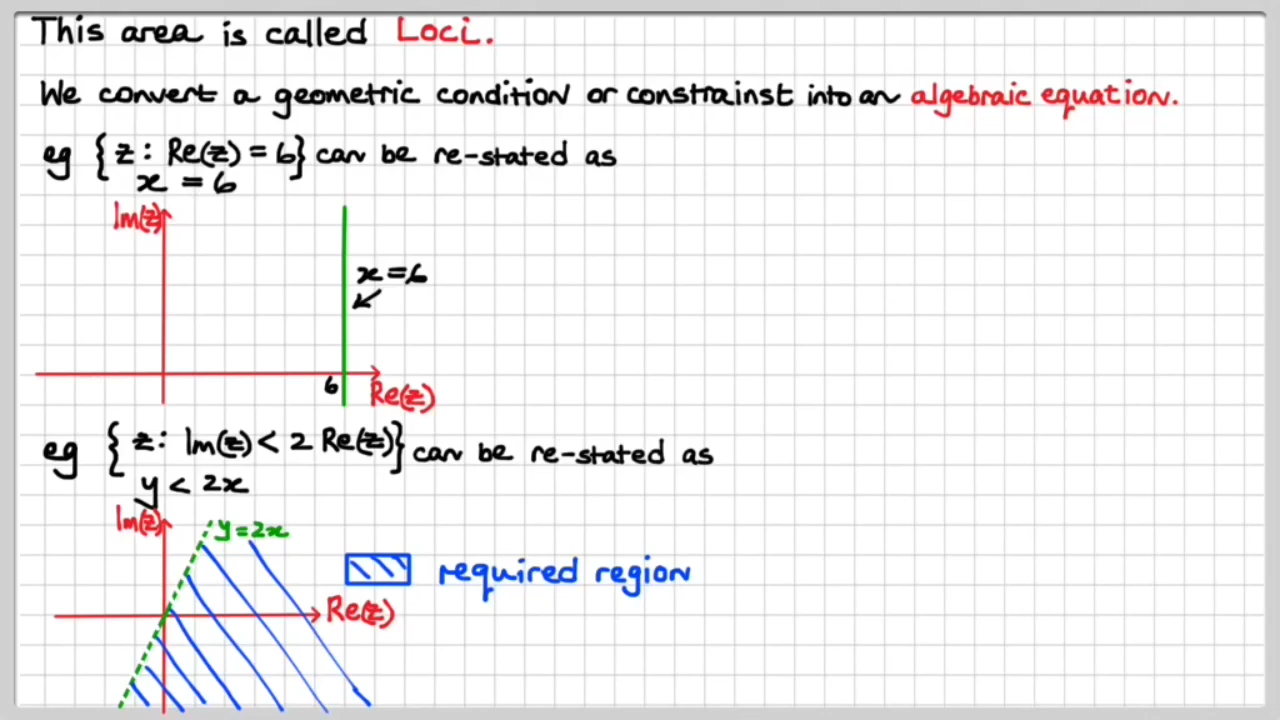 This area is called Loci.
We convert a geometric condition or constrainst into an algebraic equation.
eg {z: Re(z) = 6} can be re-stated as
x = 6
Im(z)
x = 6
6
Re(z)
eg {z: Im(z) < 2 Re(z)} can be re-stated as
y < 2x
Im(z)
y = 2x
required region
Re(z)